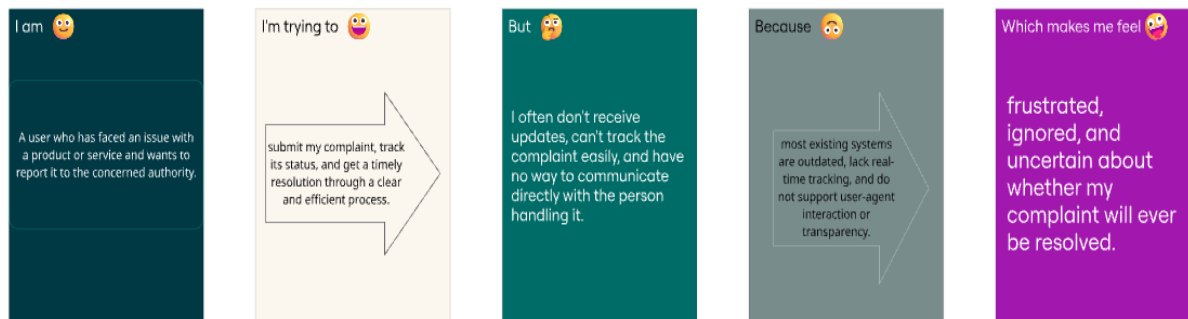 I am
A user who has faced an issue with
a product or service and wants to
report it to the concerned authority.
I'm trying to
submit my complaint, track
its status, and get a timely
resolution through a clear
and efficient process.
But
I often don't receive
updates, can't track the
complaint easily, and have
no way to communicate
directly with the person
handling it.
Because
most existing systems
are outdated, lack real-
time tracking, and do
not support user-agent
interaction or
transparency.
Which makes me feel
frustrated,
ignored, and
uncertain about
whether my
complaint will ever
be resolved.